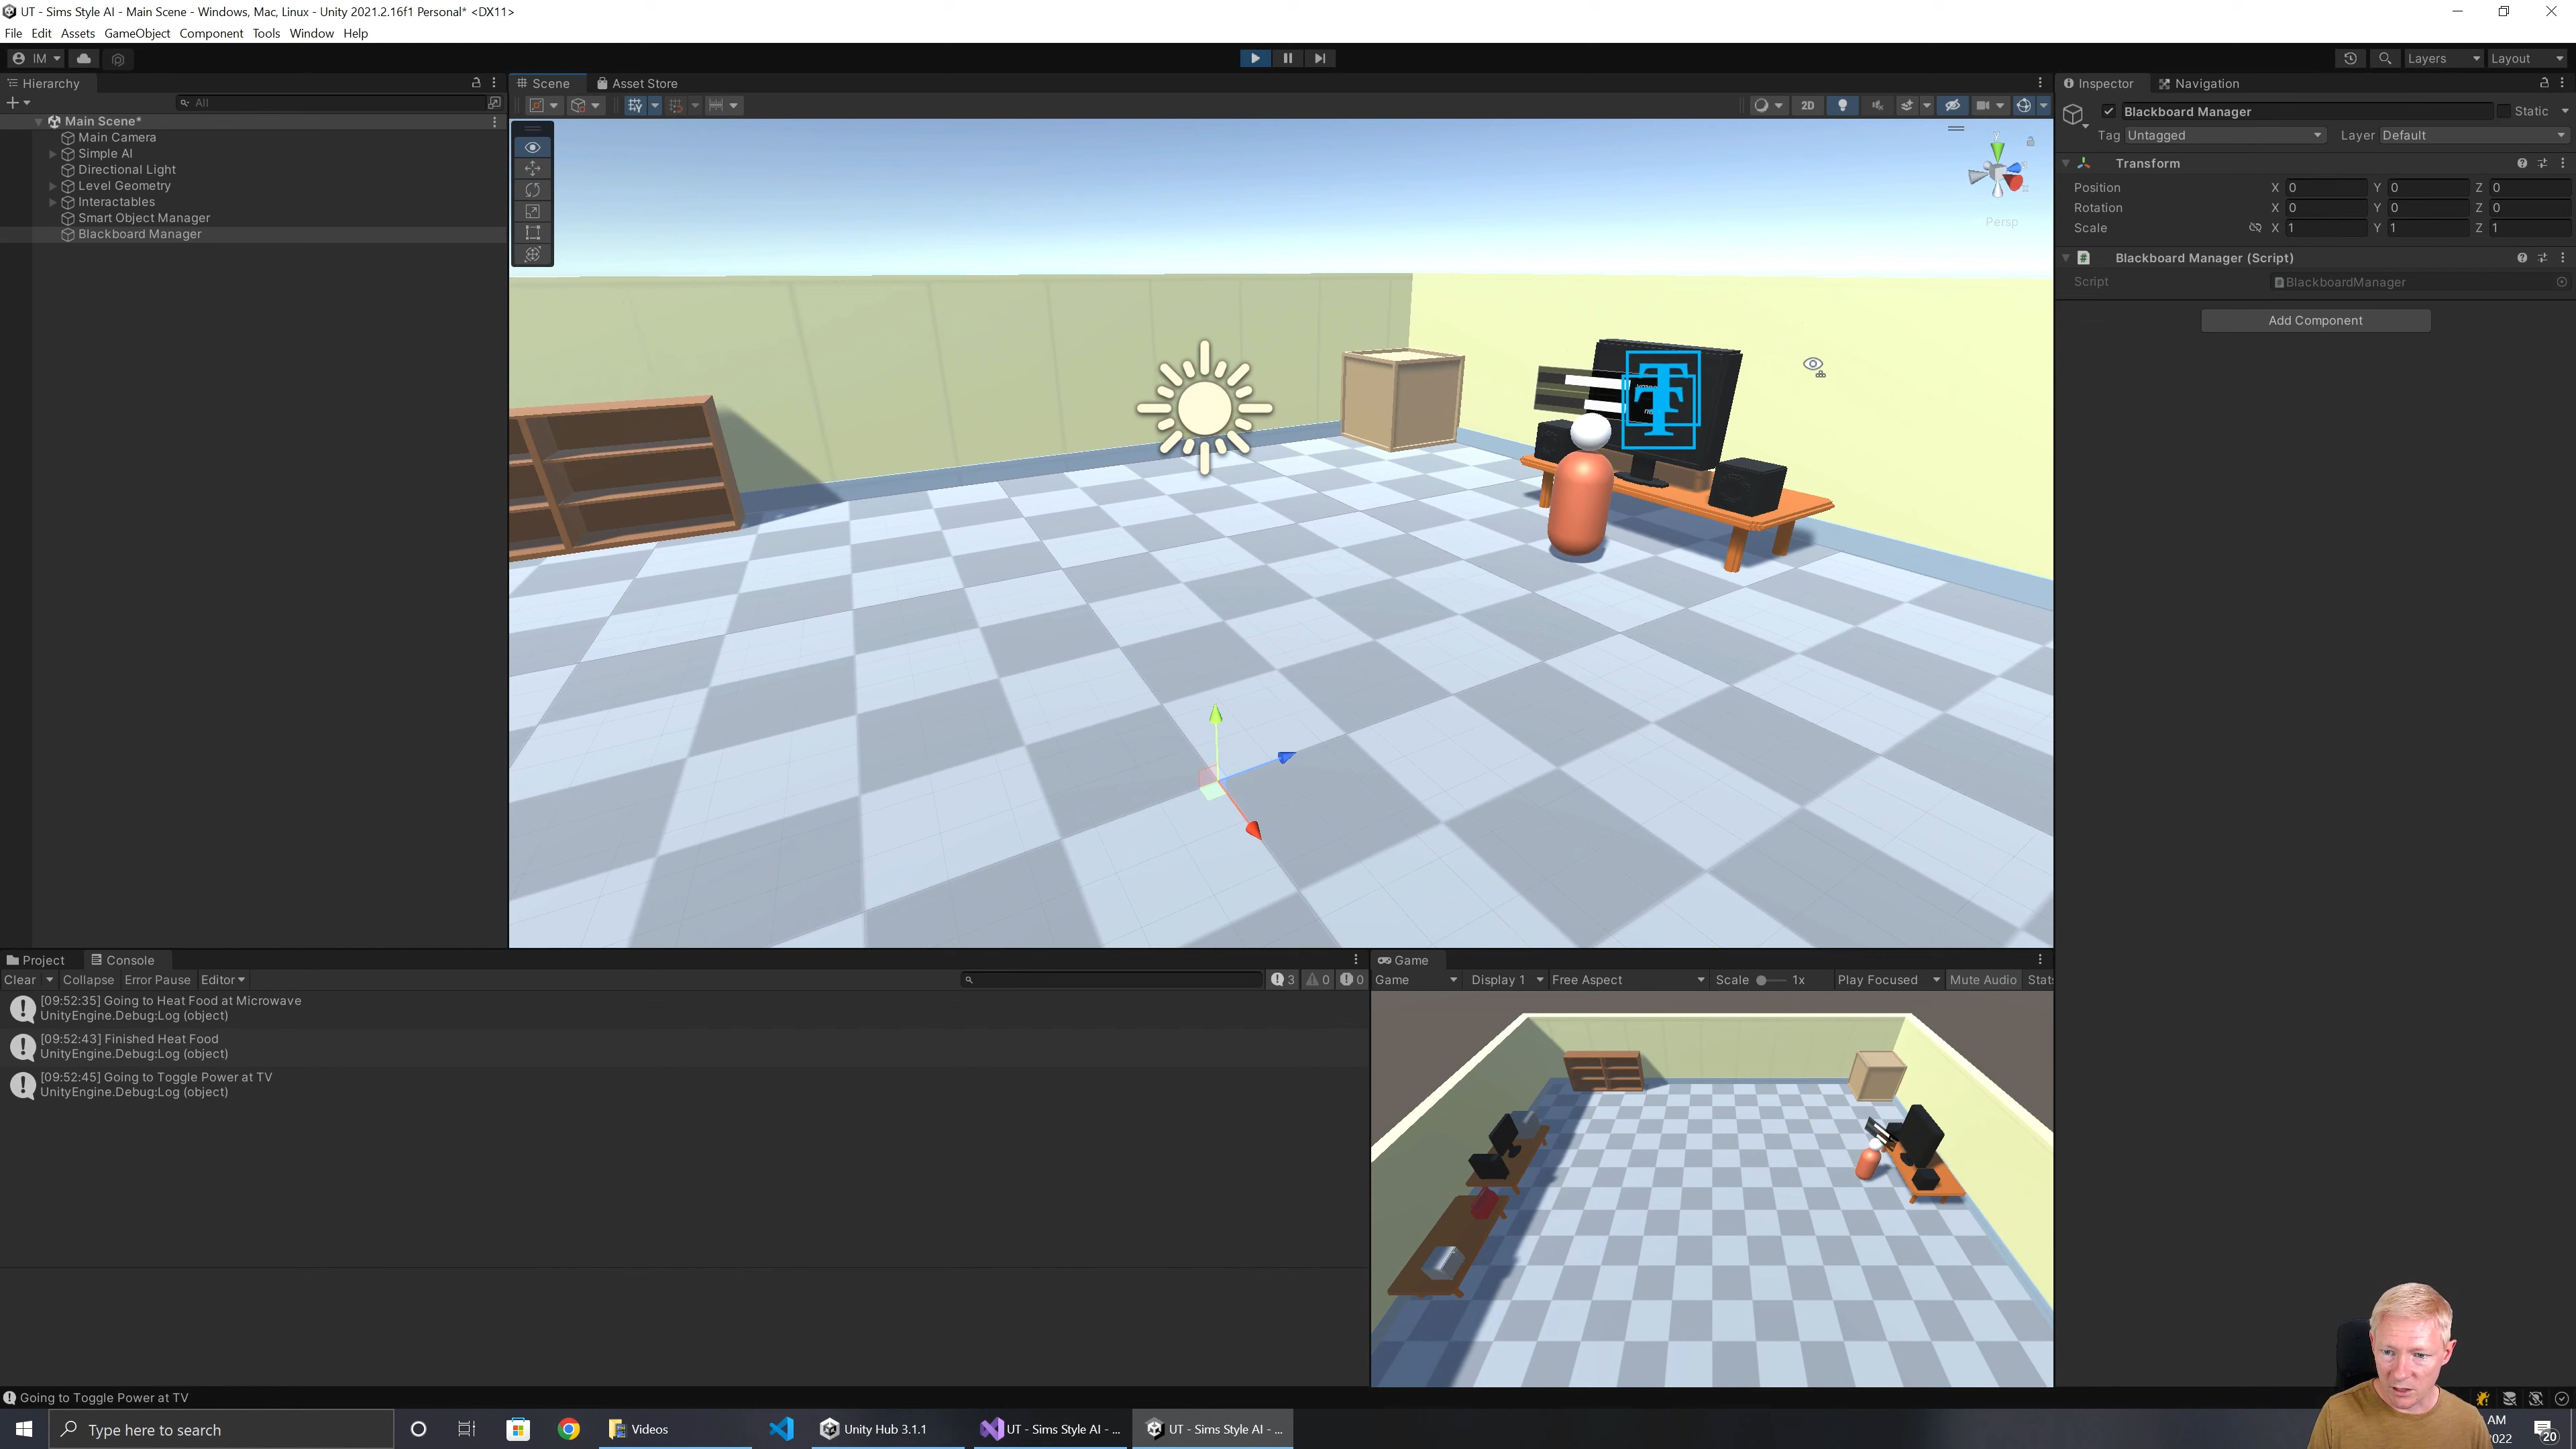 UT - Sims Style AI - Main Scene - Windows, Mac, Linux - Unity 2021.2.16f1 Personal* <DX11>
File Edit Assets GameObject Component Tools Window Help
IM Layers Layout
Hierarchy
All
Main Scene*
Main Camera
Simple AI
Directional Light
Level Geometry
Interactables
Smart Object Manager
Blackboard Manager
Scene Asset Store
2D
Persp
T
T
Inspector Navigation
Blackboard Manager Static
Tag Untagged Layer Default
Transform
Position X 0 Y 0 Z 0
Rotation X 0 Y 0 Z 0
Scale X 1 Y 1 Z 1
Blackboard Manager (Script)
Script BlackboardManager
Add Component
Project Console
Clear Collapse Error Pause Editor 3 0 0
[09:52:35] Going to Heat Food at Microwave
UnityEngine.Debug:Log (object)
[09:52:43] Finished Heat Food
UnityEngine.Debug:Log (object)
[09:52:45] Going to Toggle Power at TV
UnityEngine.Debug:Log (object)
Game
Game Display 1 Free Aspect Scale 1x Play Focused Mute Audio Stats
Going to Toggle Power at TV
Type here to search
Videos
Unity Hub 3.1.1
UT - Sims Style AI - ...
UT - Sims Style AI - ...
AM
2022
20